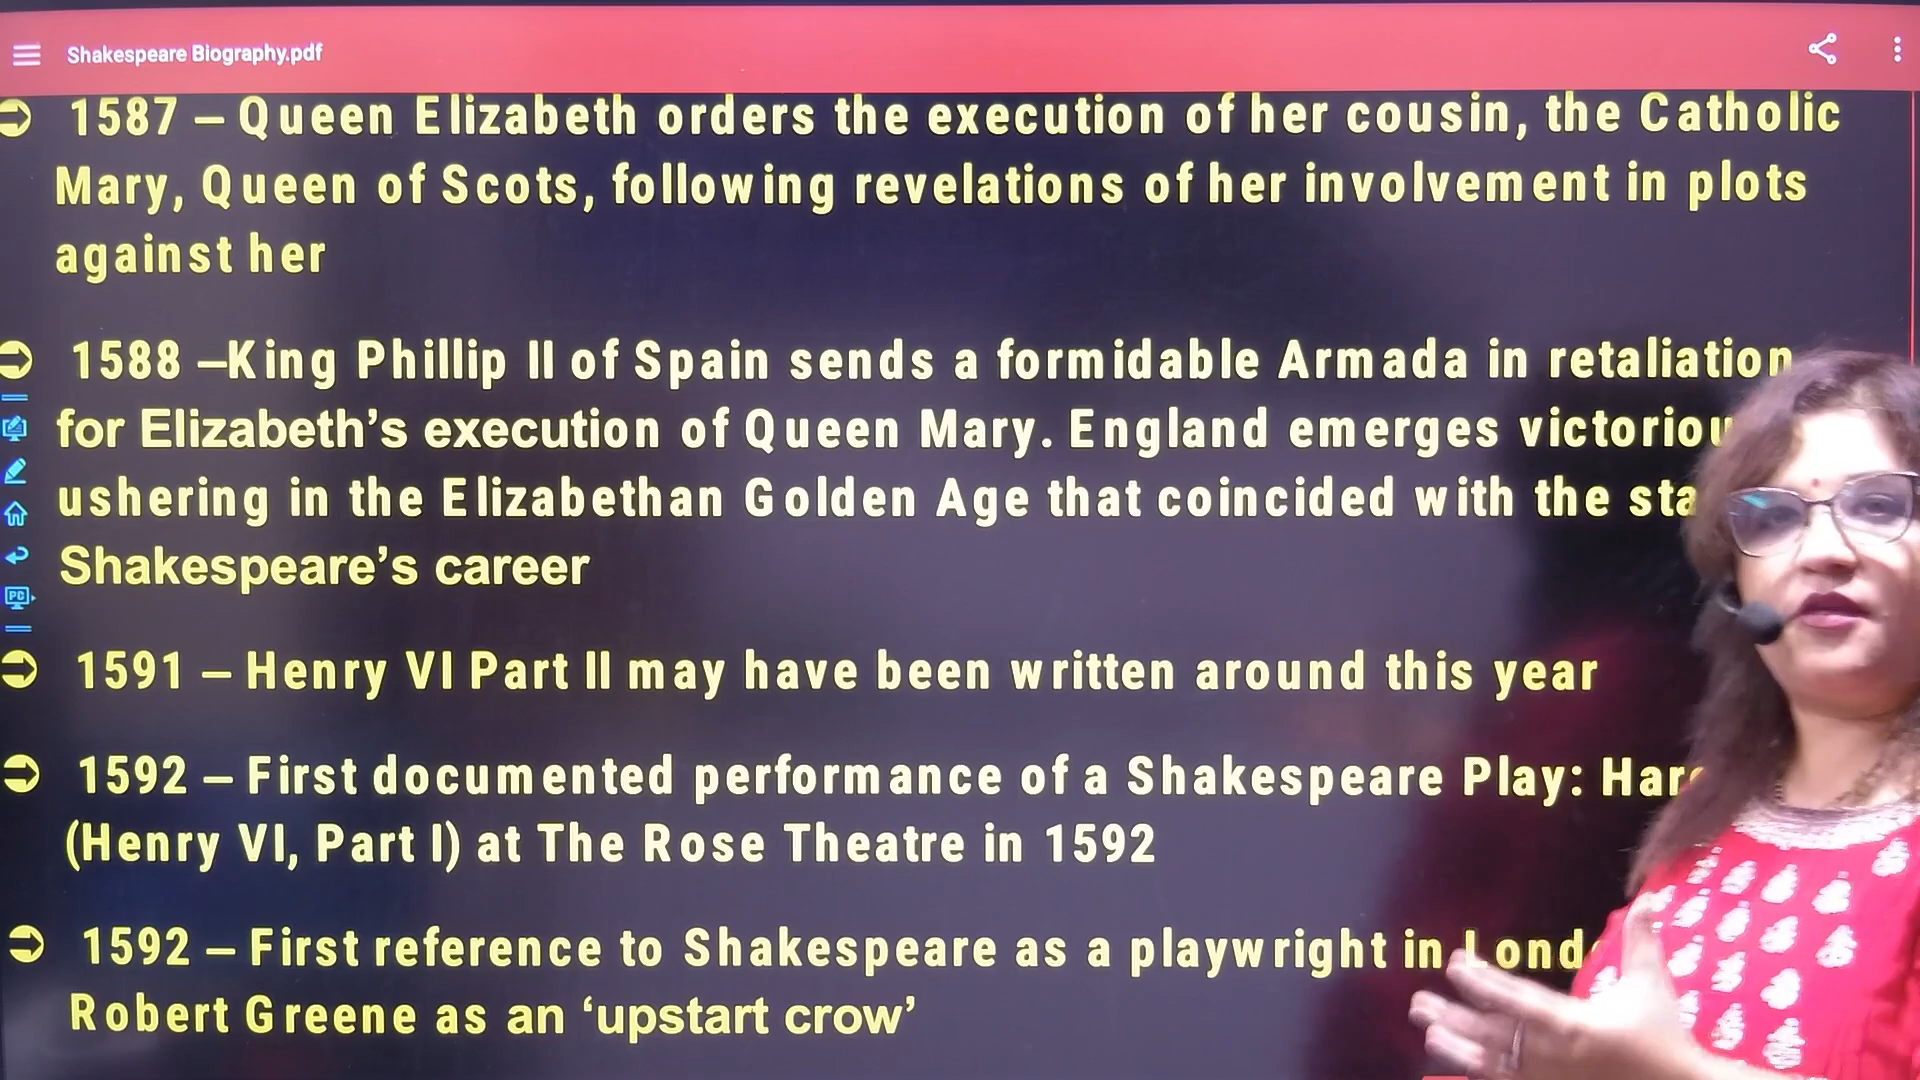 Shakespeare Biography.pdf
1587 – Queen Elizabeth orders the execution of her cousin, the Catholic
Mary, Queen of Scots, following revelations of her involvement in plots
against her
1588 –King Phillip II of Spain sends a formidable Armada in retaliation
for Elizabeth’s execution of Queen Mary. England emerges
ushering in the Elizabethan Golden Age that coincided with the
Shakespeare’s career
1591 – Henry VI Part II may have been written around this year
1592 – First documented performance of a Shakespeare Play:
(Henry VI, Part I) at The Rose Theatre in 1592
1592 – First reference to Shakespeare as a playwright in
Robert Greene as an ‘upstart crow’
PC